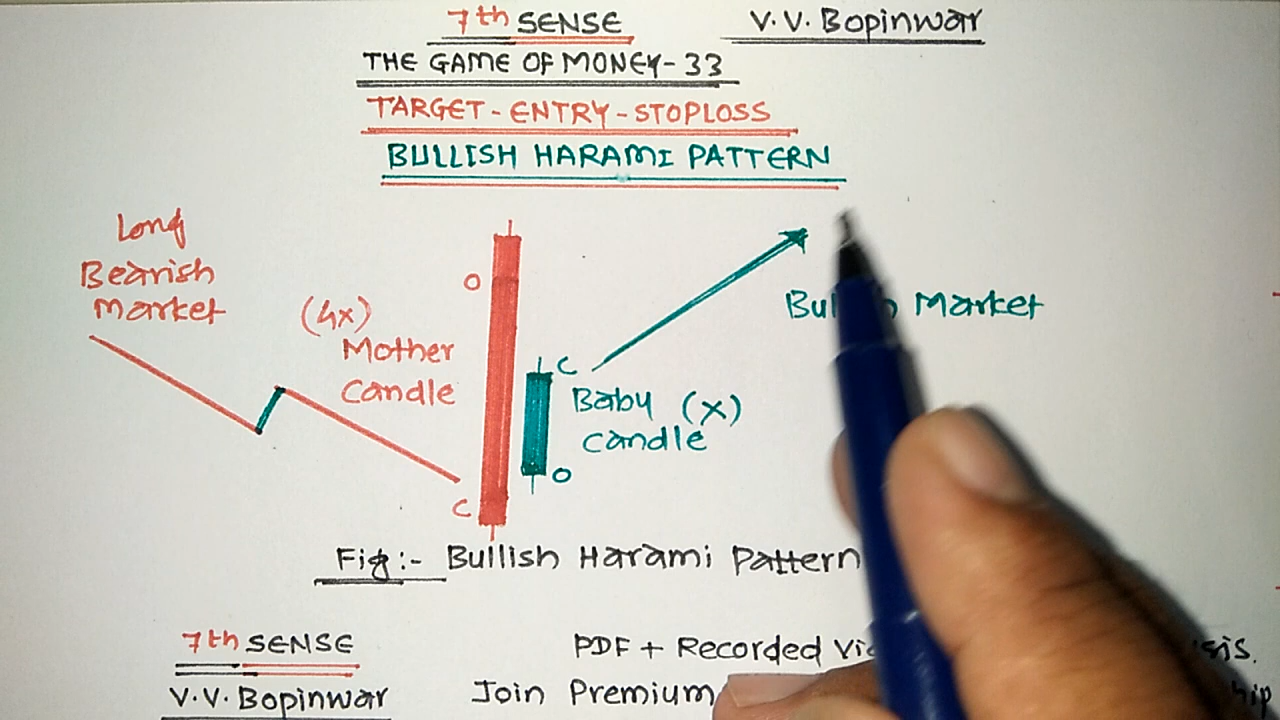 7th SENSE V.V. Bopinwar
THE GAME OF MONEY-33
TARGET-ENTRY-STOPLOSS
BULLISH HARAMI PATTERN
Long
Bearish
Market
(4x)
Mother
Candle
O
C
C
Baby (x)
Candle
O
Market
Fig:- Bullish Harami Pattern
7th SENSE PDF + Recorded
V.V. Bopinwar Join Premium